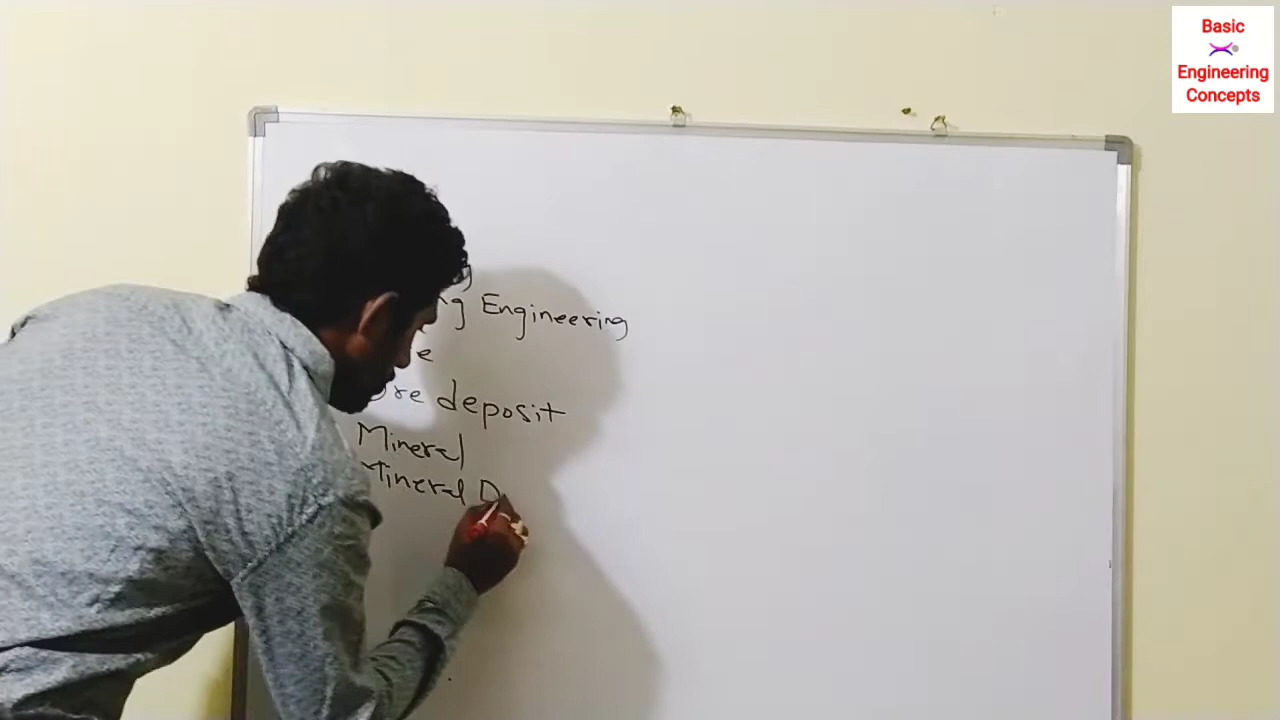 Basic
Engineering
Concepts
Engineering
Ore deposit
Mineral
Mineral D